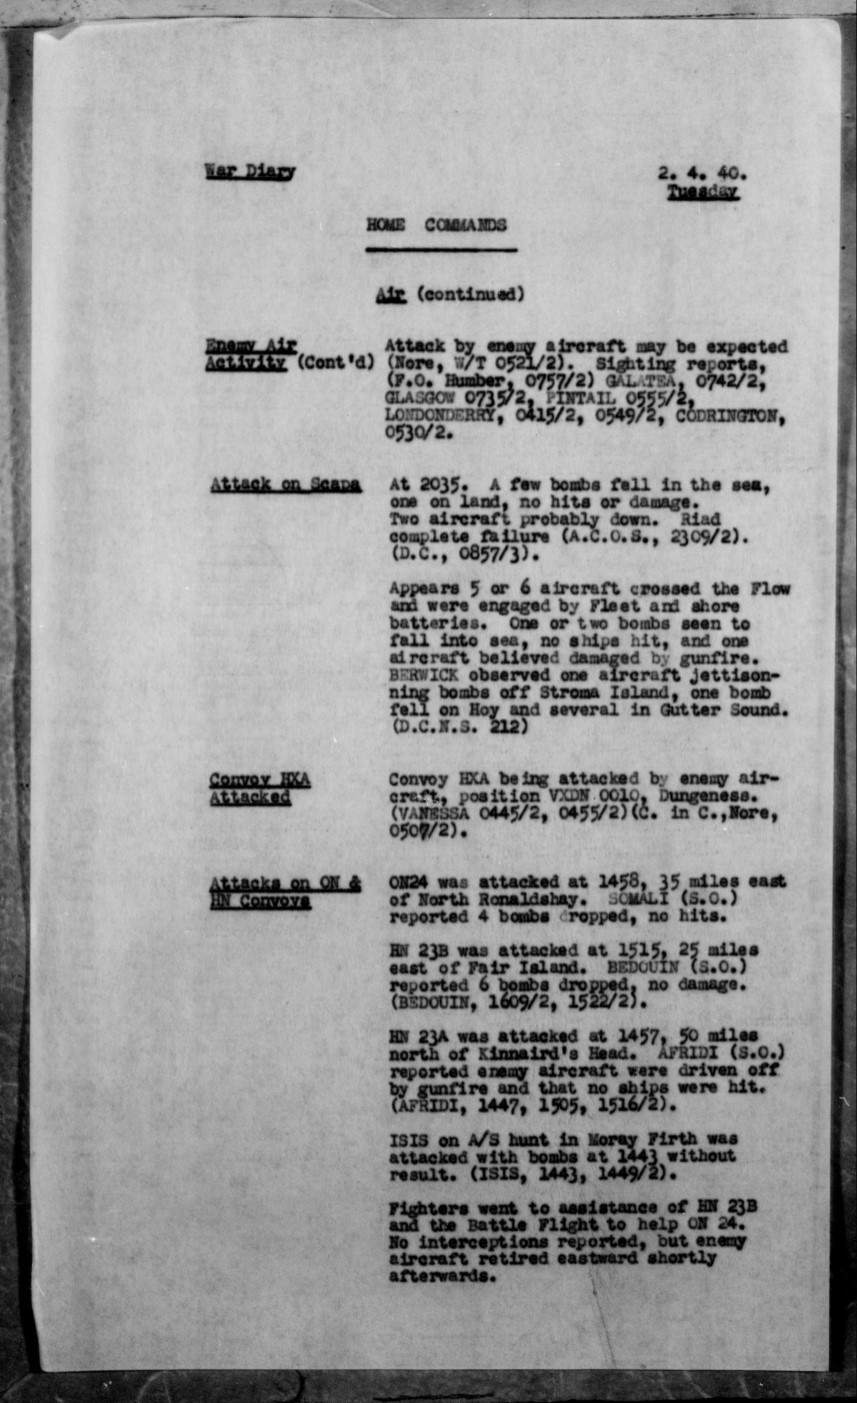 War Diary 2. 4. 40.
Tuesday
HOME COMMANDS
Air (continued)
Enemy Air Attack by enemy aircraft may be expected
Activity (Cont'd) (Nore, W/T 0521/2). Sighting reports,
(F.O. Humber, 0757/2) GALATEA, 0742/2,
GLASGOW 0735/2, PINTAIL 0555/2,
LONDONDERRY, 0415/2, 0549/2, CODRINGTON,
0530/2.
Attack on Scapa At 2035. A few bombs fell in the sea,
one on land, no hits or damage.
Two aircraft probably down. Riad
complete failure (A.C.O.S., 2309/2).
(D.C., 0857/3).
Appears 5 or 6 aircraft crossed the Flow
and were engaged by Fleet and shore
batteries. One or two bombs seen to
fall into sea, no ships hit, and one
aircraft believed damaged by gunfire.
BERWICK observed one aircraft jettison-
ning bombs off Stroma Island, one bomb
fell on Hoy and several in Gutter Sound.
(D.C.N.S. 212)
Convoy HXA Convoy HXA being attacked by enemy air-
Attacked craft, position VXDN 0010, Dungeness.
(VANESSA 0445/2, 0455/2)(C. in C.,Nore,
0507/2).
Attacks on ON & ON24 was attacked at 1458, 35 miles east
HN Convoys of North Ronaldshay. SOMALI (S.O.)
reported 4 bombs dropped, no hits.
HN 23B was attacked at 1515, 25 miles
east of Fair Island. BEDOUIN (S.O.)
reported 6 bombs dropped, no damage.
(BEDOUIN, 1609/2, 1522/2).
HN 23A was attacked at 1457, 50 miles
north of Kinnaird's Head. AFRIDI (S.O.)
reported enemy aircraft were driven off
by gunfire and that no ships were hit.
(AFRIDI, 1447, 1505, 1516/2).
ISIS on A/S hunt in Moray Firth was
attacked with bombs at 1443 without
result. (ISIS, 1443, 1449/2).
Fighters went to assistance of HN 23B
and the Battle Flight to help ON 24.
No interceptions reported, but enemy
aircraft retired eastward shortly
afterwards.